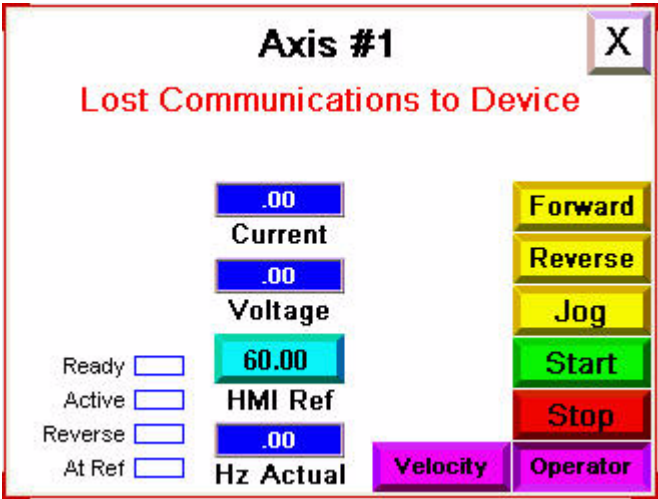 Axis #1
X
Lost Communications to Device
.00
Current
.00
Voltage
60.00
HMI Ref
.00
Hz Actual
Ready
Active
Reverse
At Ref
Forward
Reverse
Jog
Start
Stop
Velocity
Operator